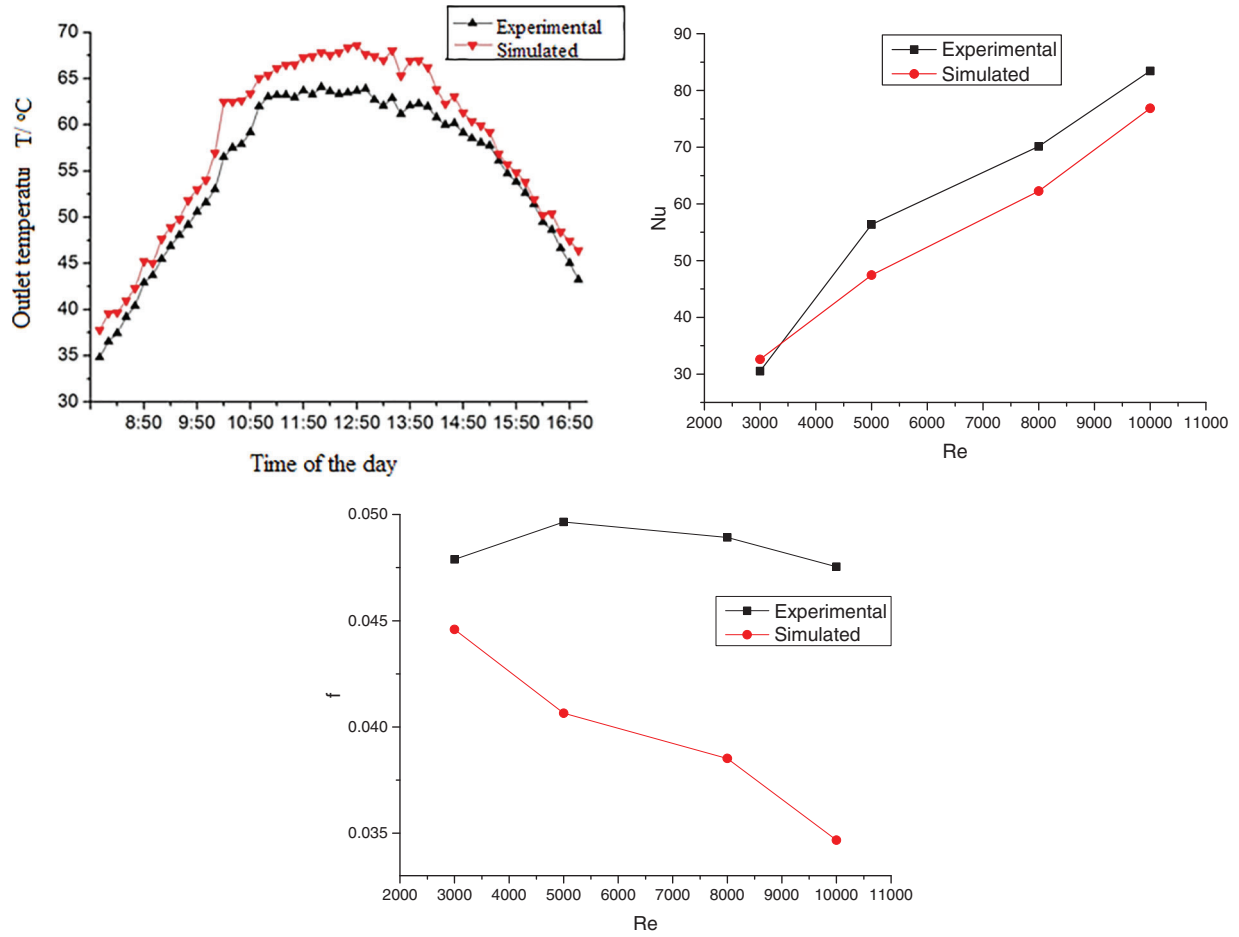 Experimental
Simulated
70
65
60
55
50
45
40
35
30
Outlet temperatur T/ °C
8:50 9:50 10:50 11:50 12:50 13:50 14:50 15:50 16:50
Time of the day
Experimental
Simulated
90
80
70
60
50
40
30
Nu
2000 3000 4000 5000 6000 7000 8000 9000 10000 11000
Re
0.050
0.045
0.040
0.035
f
Experimental
Simulated
2000 3000 4000 5000 6000 7000 8000 9000 10000 11000
Re